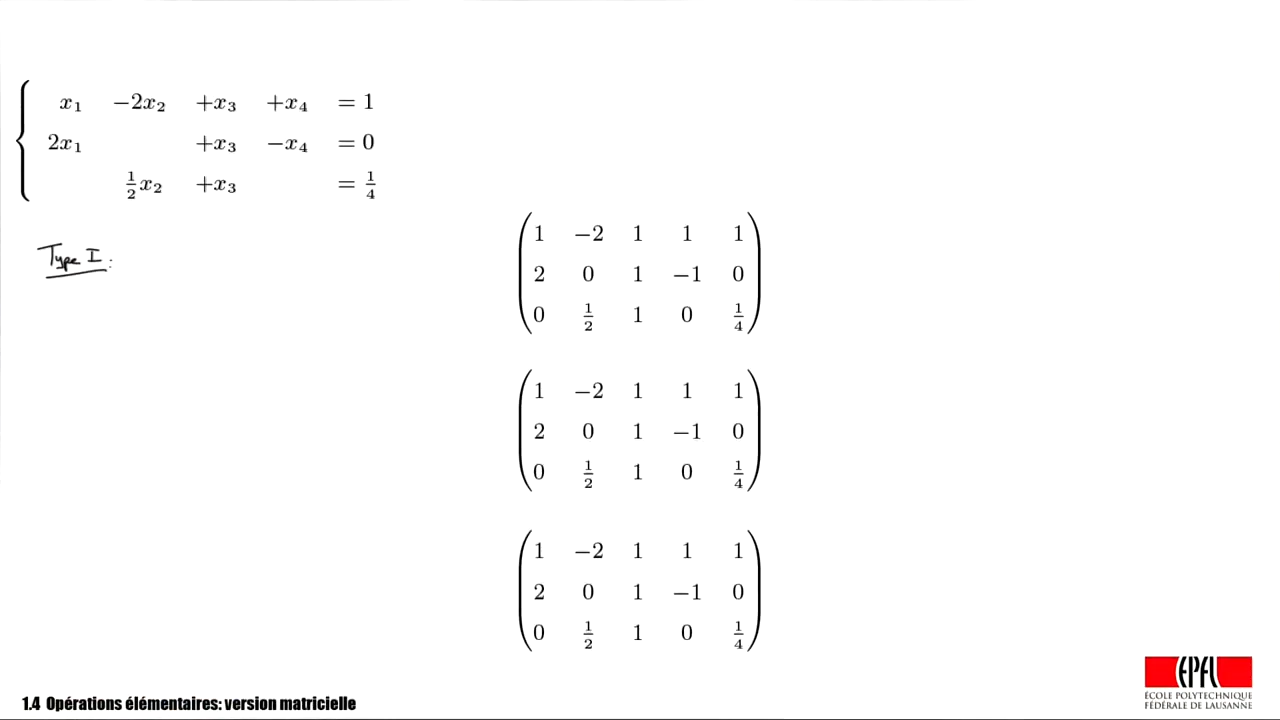 x₁ −2x₂ +x₃ +x₄ = 1
2x₁ +x₃ −x₄ = 0
½x₂ +x₃ = ¼
Type I:
1 −2 1 1 1
2 0 1 −1 0
0 ½ 1 0 ¼
1 −2 1 1 1
2 0 1 −1 0
0 ½ 1 0 ¼
1 −2 1 1 1
2 0 1 −1 0
0 ½ 1 0 ¼
1.4 Opérations élémentaires: version matricielle
EPFL
ÉCOLE POLYTECHNIQUE
FÉDÉRALE DE LAUSANNE